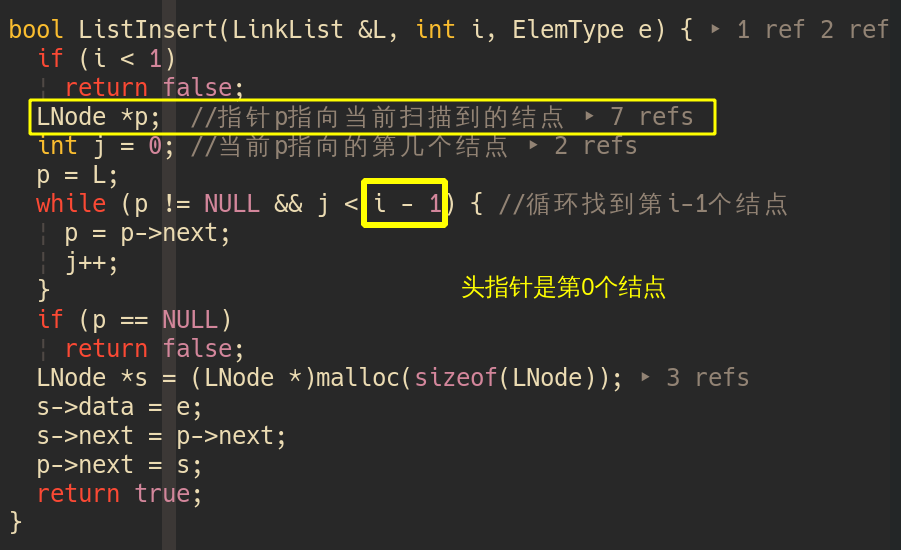 bool ListInsert(LinkList &L, int i, ElemType e) { ▸ 1 ref 2 ref
if (i < 1)
return false;
LNode *p; //指针p指向当前扫描到的结点 ▸ 7 refs
int j = 0; //当前p指向的第几个结点 ▸ 2 refs
p = L;
while (p != NULL && j < i - 1) { //循环找到第i-1个结点
p = p->next;
j++;
头指针是第0个结点
}
if (p == NULL)
return false;
LNode *s = (LNode *)malloc(sizeof(LNode)); ▸ 3 refs
s->data = e;
s->next = p->next;
p->next = s;
return true;
}